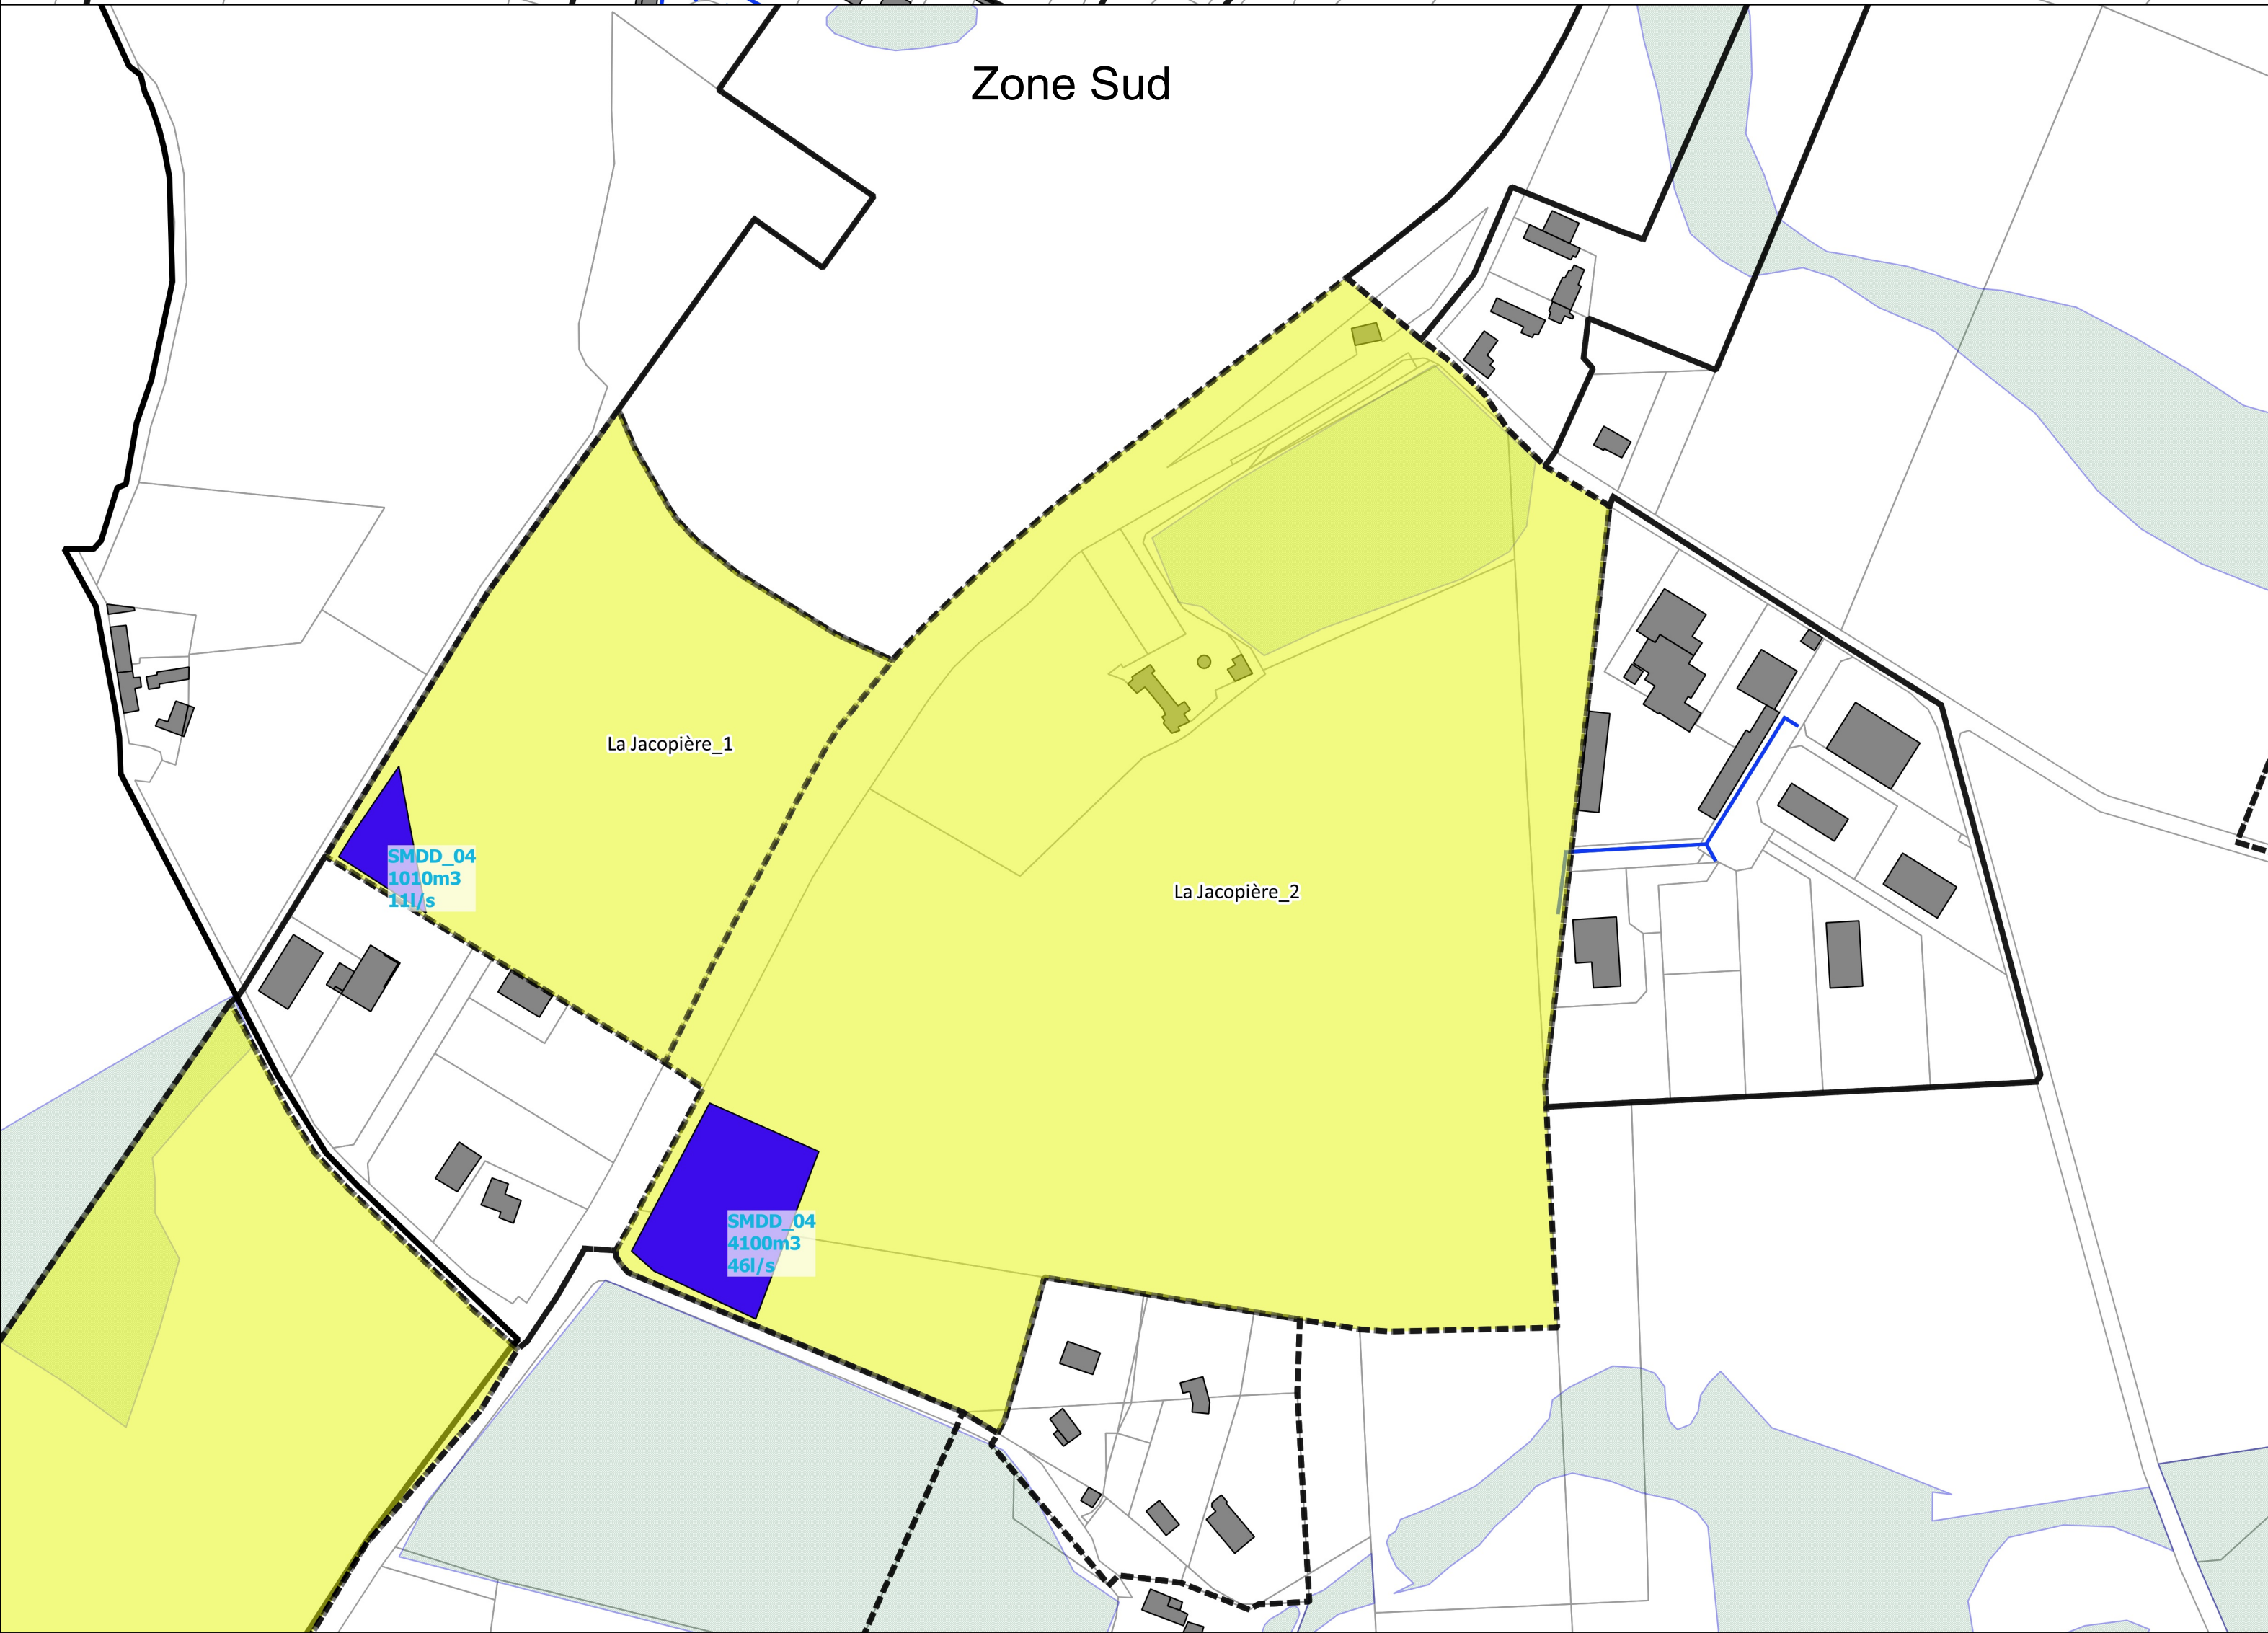 Zone Sud
La Jacopière_1
SMDD_04
1010m3
11l/s
La Jacopière_2
SMDD_04
4100m3
46l/s